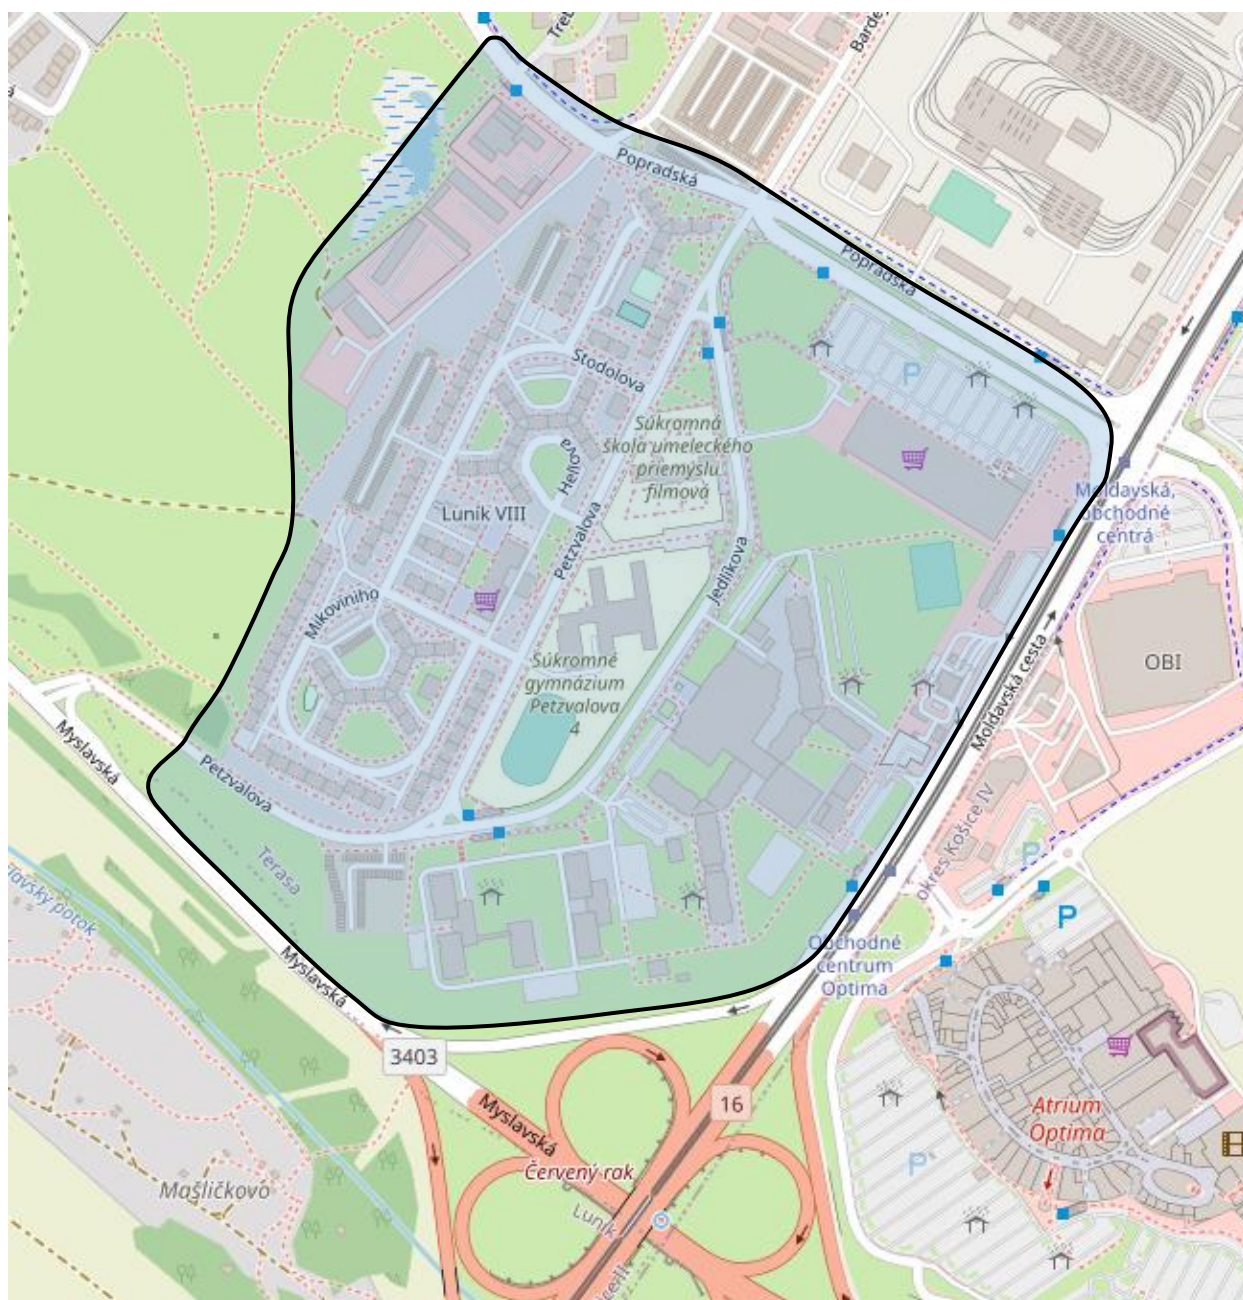 Popradská
Popradská
Stodolova
Súkromná
škola umeleckého
priemyslu
filmová
Heliova
Luník VIII
Petzvalova
Moldavská,
obchodné
centrá
Jedlíkova
Mikoviniho
Súkromné
gymnázium
Petzvalova
4
OBI
Moldavská cesta
Myslavská
Petzvalova
okres Košice IV
P
P
P
Terasa
Obchodné
centrum
Optima
Myslavská
3403
16
Myslavská
Atrium
Optima
Červený rak
P
Mašličkovo
Luník